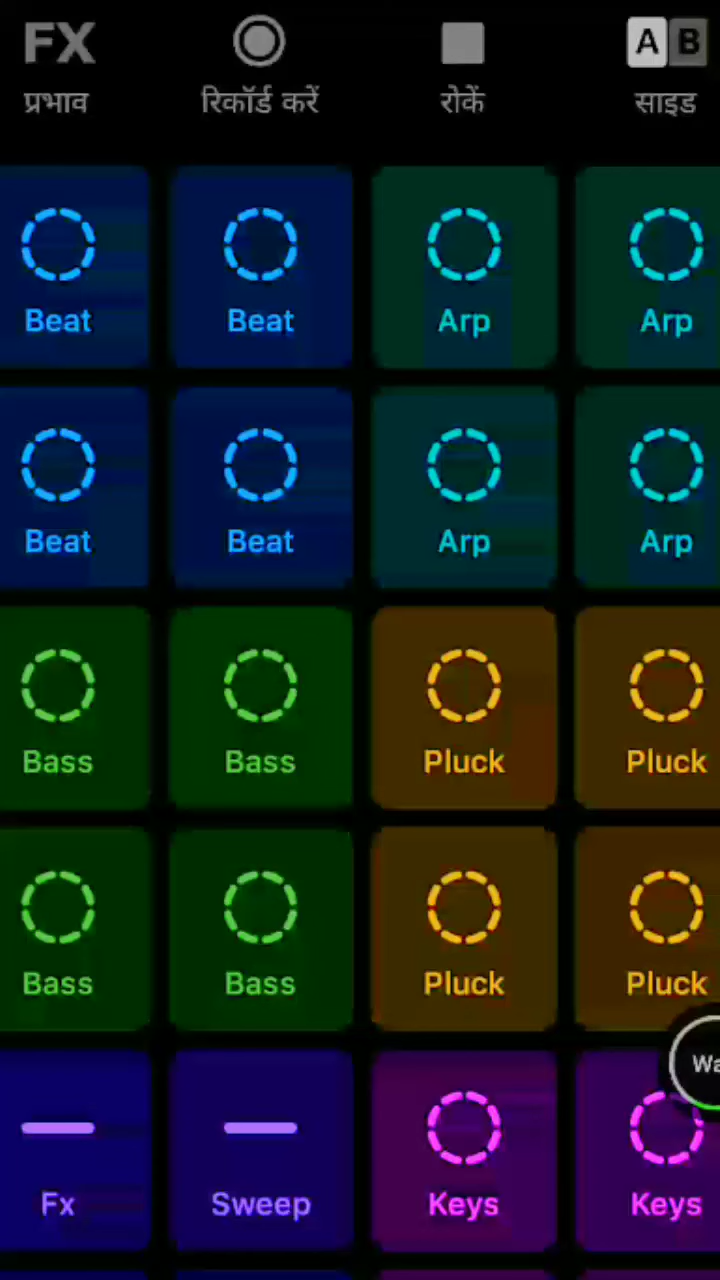 FX A B
प्रभाव रिकॉर्ड करें रोकें साइड
Beat Beat Arp Arp
Beat Beat Arp Arp
Bass Bass Pluck Pluck
Bass Bass Pluck Pluck
Fx Sweep Keys Keys